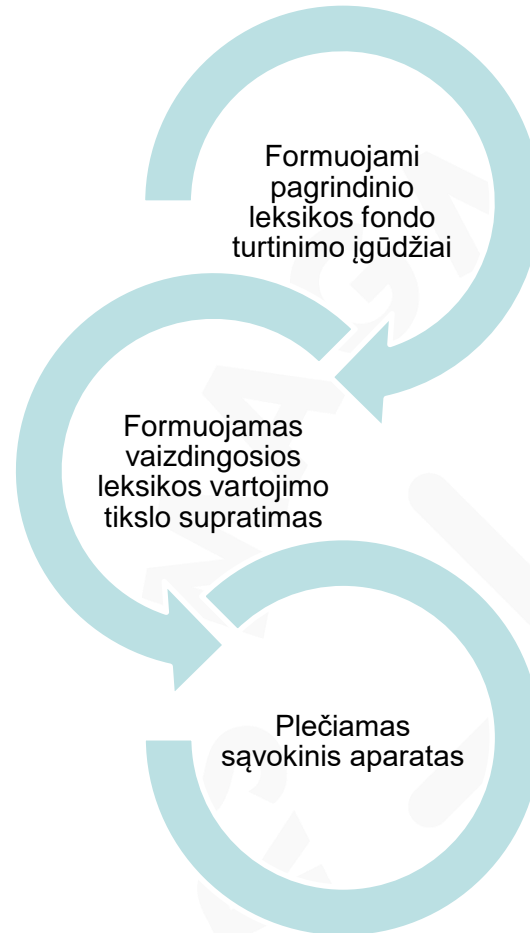 Formuojami
pagrindinio
leksikos fondo
turtinimo įgūdžiai
Formuojamas
vaizdingosios
leksikos vartojimo
tikslo supratimas
Plečiamas
sąvokinis aparatas